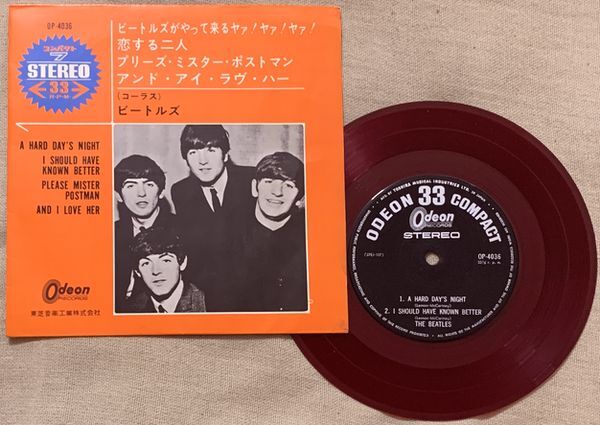 OP-4036
コンパクト
7
STEREO
33
R・P・M
ビートルズがやって来るヤァ!ヤァ!ヤァ!
恋する二人
プリーズ・ミスター・ポストマン
アンド・アイ・ラヴ・ハー
(コーラス)
ビートルズ
A HARD DAY'S NIGHT
I SHOULD HAVE
KNOWN BETTER
PLEASE MISTER
POSTMAN
AND I LOVE HER
Odeon
RECORDS
東芝音楽工業株式会社
ODEON 33 COMPACT
Odeon
RECORDS
STEREO
OP-4036
1. A HARD DAY'S NIGHT
(Lennon-McCartney)
2. I SHOULD HAVE KNOWN BETTER
(Lennon-McCartney)
THE BEATLES